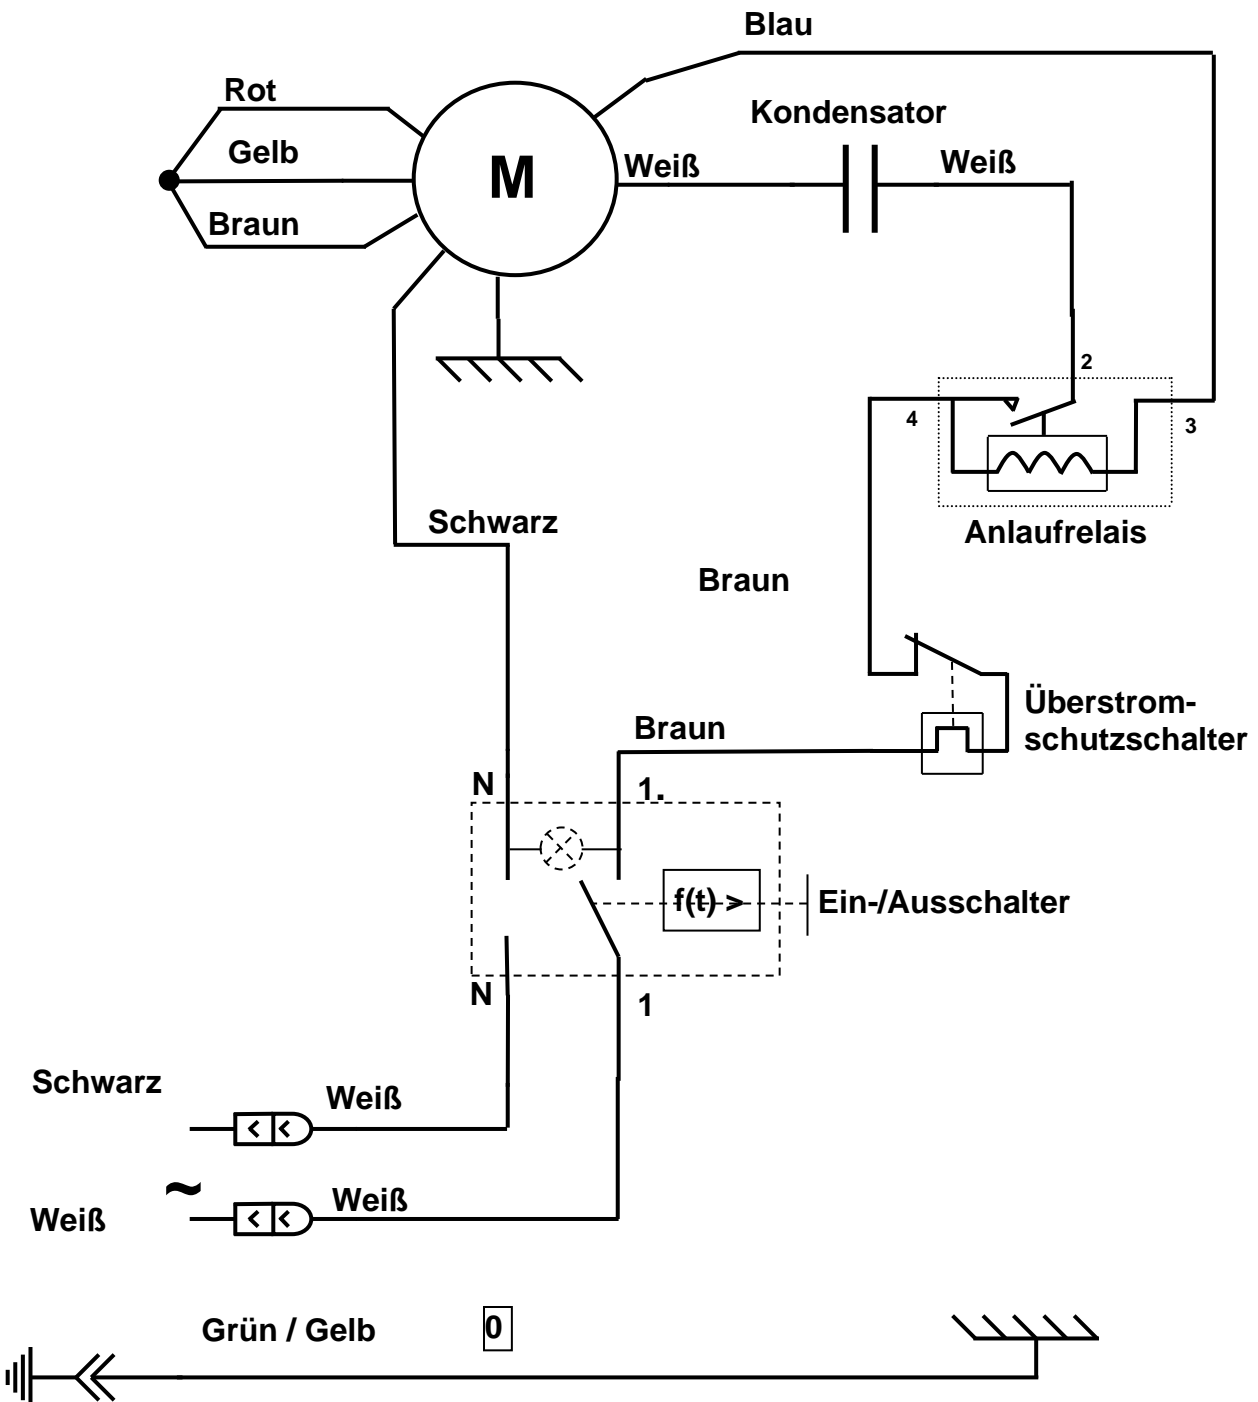 Blau
Rot
Kondensator
Gelb
M
Weiß
Weiß
Braun
2
4
3
Schwarz
Anlaufrelais
Braun
Überstrom-
schutzschalter
Braun
N
1.
f(t) >
Ein-/Ausschalter
N
1
Schwarz
Weiß
~
Weiß
Weiß
Grün / Gelb
0